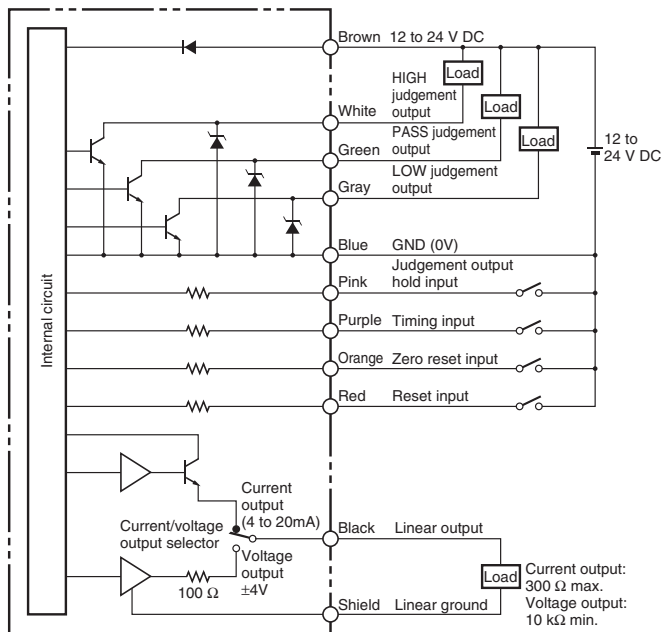 Brown 12 to 24 V DC
HIGH
judgement
output
Load
White
PASS judgement
output
Load
Green
LOW judgement
output
Load
Gray
12 to
24 V DC
Blue GND (0V)
Judgement output
hold input
Pink
Purple Timing input
Orange Zero reset input
Red Reset input
Internal circuit
Current
output
(4 to 20mA)
Current/voltage
output selector
Black Linear output
Voltage
output
±4V
100 Ω
Load
Current output:
300 Ω max.
Voltage output:
10 kΩ min.
Shield Linear ground